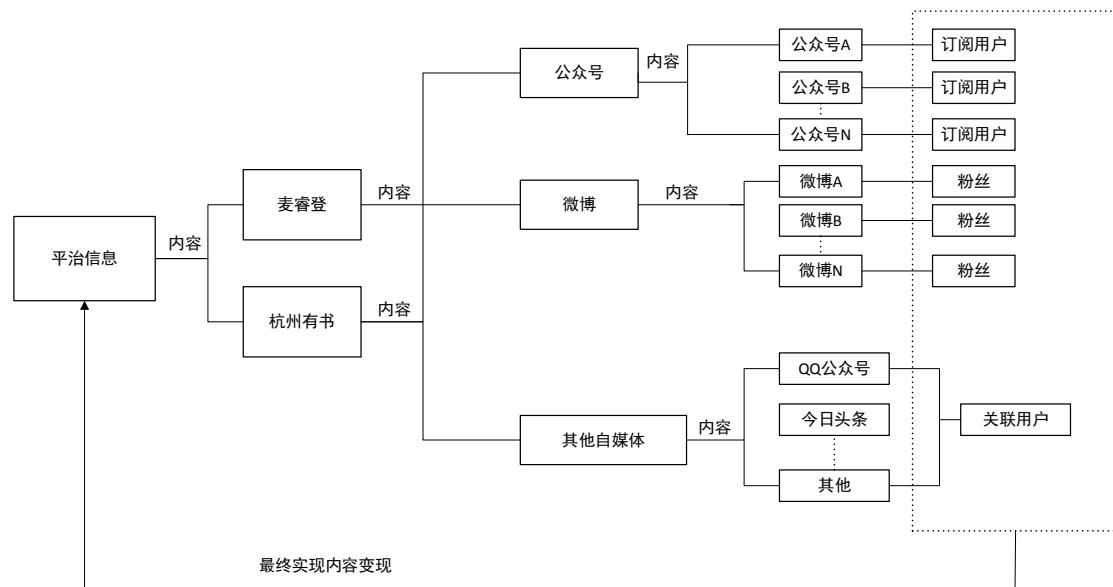 公众号A
订阅用户
公众号
内容
公众号B
订阅用户
公众号N
订阅用户
麦睿登
内容
微博
内容
微博A
粉丝
微博B
粉丝
微博N
粉丝
平治信息
内容
杭州有书
内容
其他自媒体
内容
QQ公众号
今日头条
其他
关联用户
最终实现内容变现